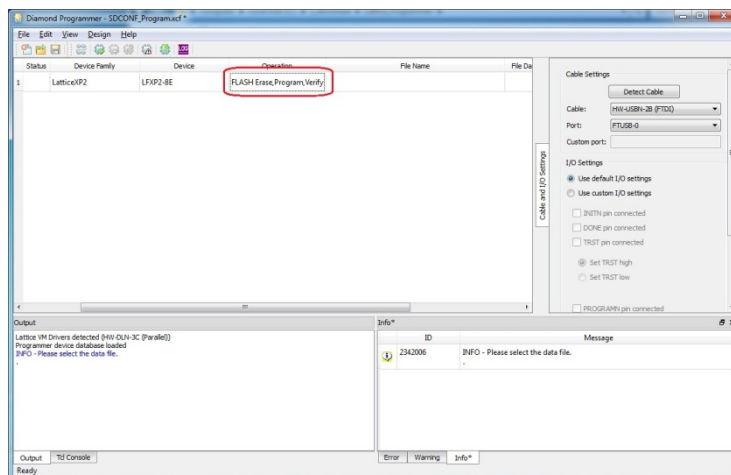 Diamond Programmer - SDCONF_Program.xcf *
File Edit View Design Help
LOG
Status Device Family Device Operation File Name File Da
1 LatticeXP2 LFXP2-8E FLASH Erase,Program,Verify
Cable and I/O Settings
Cable Settings
Detect Cable
Cable: HW-USBN-2B (FTDI)
Port: FTUSB-0
Custom port:
I/O Settings
Use default I/O settings
Use custom I/O settings
INITN pin connected
DONE pin connected
TRST pin connected
Set TRST high
Set TRST low
PROGRAMN pin connected
Output
Lattice VM Drivers detected (HW-DLN-3C (Parallel))
Programmer device database loaded
INFO - Please select the data file.
.
Output Tcl Console
Info*
ID Message
2342006 INFO - Please select the data file.
.
Error Warning Info*
Ready